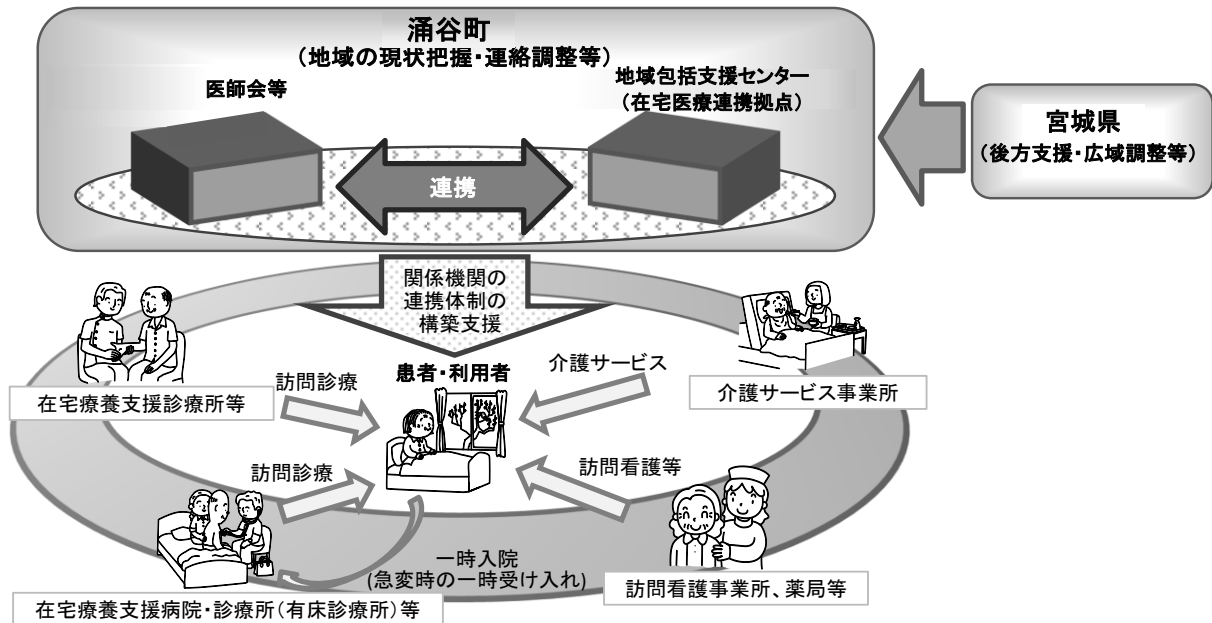 涌谷町
(地域の現状把握・連絡調整等)
医師会等
地域包括支援センター
(在宅医療連携拠点)
連携
宮城県
(後方支援・広域調整等)
関係機関の
連携体制の
構築支援
患者・利用者
訪問診療
介護サービス
在宅療養支援診療所等
介護サービス事業所
訪問診療
訪問看護等
一時入院
(急変時の一時受け入れ)
訪問看護事業所、薬局等
在宅療養支援病院・診療所(有床診療所)等